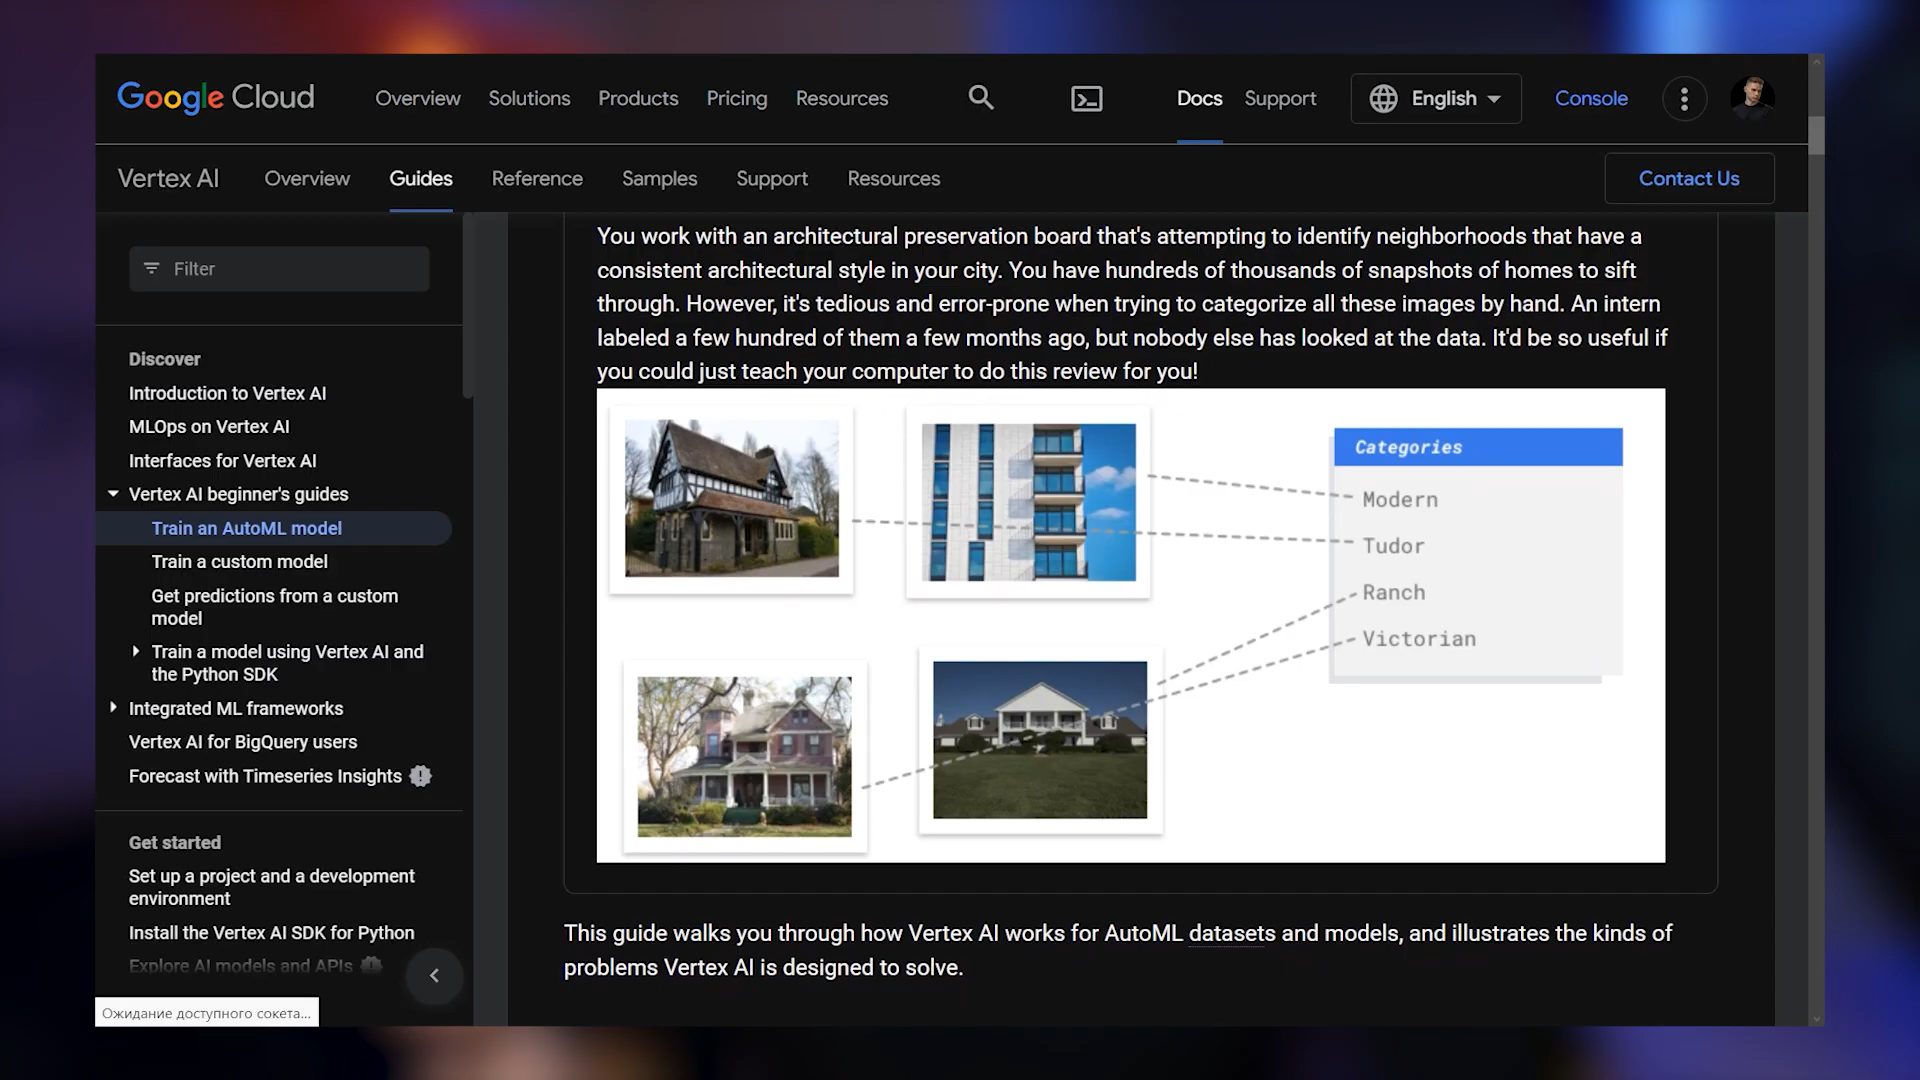 Google Cloud
Overview
Solutions
Products
Pricing
Resources
Docs
Support
English
Console
Vertex AI
Overview
Guides
Reference
Samples
Support
Resources
Contact Us
Filter
Discover
Introduction to Vertex AI
MLOps on Vertex AI
Interfaces for Vertex AI
Vertex AI beginner's guides
Train an AutoML model
Train a custom model
Get predictions from a custom
model
Train a model using Vertex AI and
the Python SDK
Integrated ML frameworks
Vertex AI for BigQuery users
Forecast with Timeseries Insights
Get started
Set up a project and a development
environment
Install the Vertex AI SDK for Python
Explore AI models and APIs
Ожидание доступного сокета...
You work with an architectural preservation board that's attempting to identify neighborhoods that have a
consistent architectural style in your city. You have hundreds of thousands of snapshots of homes to sift
through. However, it's tedious and error-prone when trying to categorize all these images by hand. An intern
labeled a few hundred of them a few months ago, but nobody else has looked at the data. It'd be so useful if
you could just teach your computer to do this review for you!
Categories
Modern
Tudor
Ranch
Victorian
This guide walks you through how Vertex AI works for AutoML datasets and models, and illustrates the kinds of
problems Vertex AI is designed to solve.